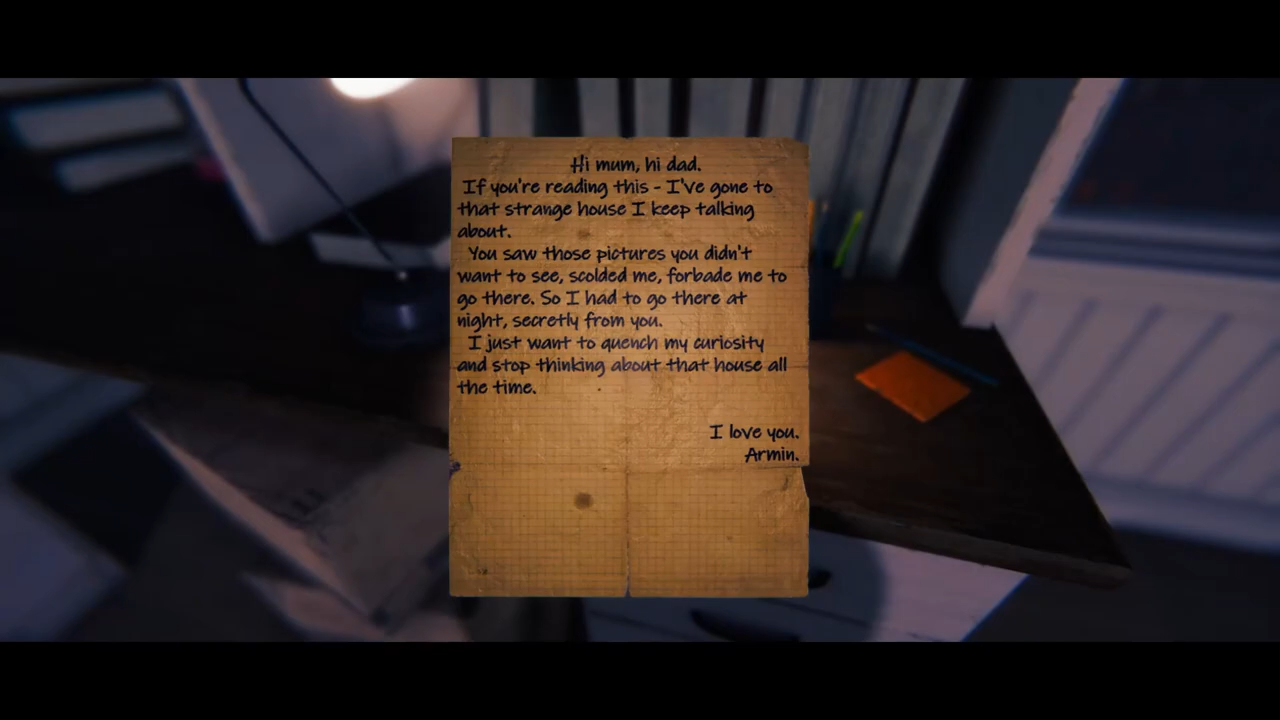 Hi mum, hi dad.
If you're reading this - I've gone to
that strange house I keep talking
about.
You saw those pictures you didn't
want to see, scolded me, forbade me to
go there. So I had to go there at
night, secretly from you.
I just want to quench my curiosity
and stop thinking about that house all
the time.
I love you.
Armin.